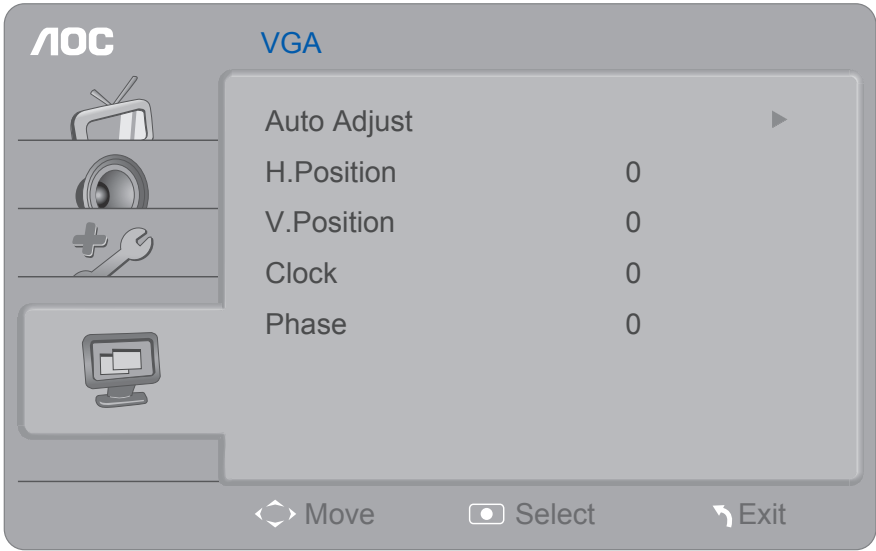 AOC
VGA
Auto Adjust
H.Position 0
V.Position 0
Clock 0
Phase 0
Move Select Exit